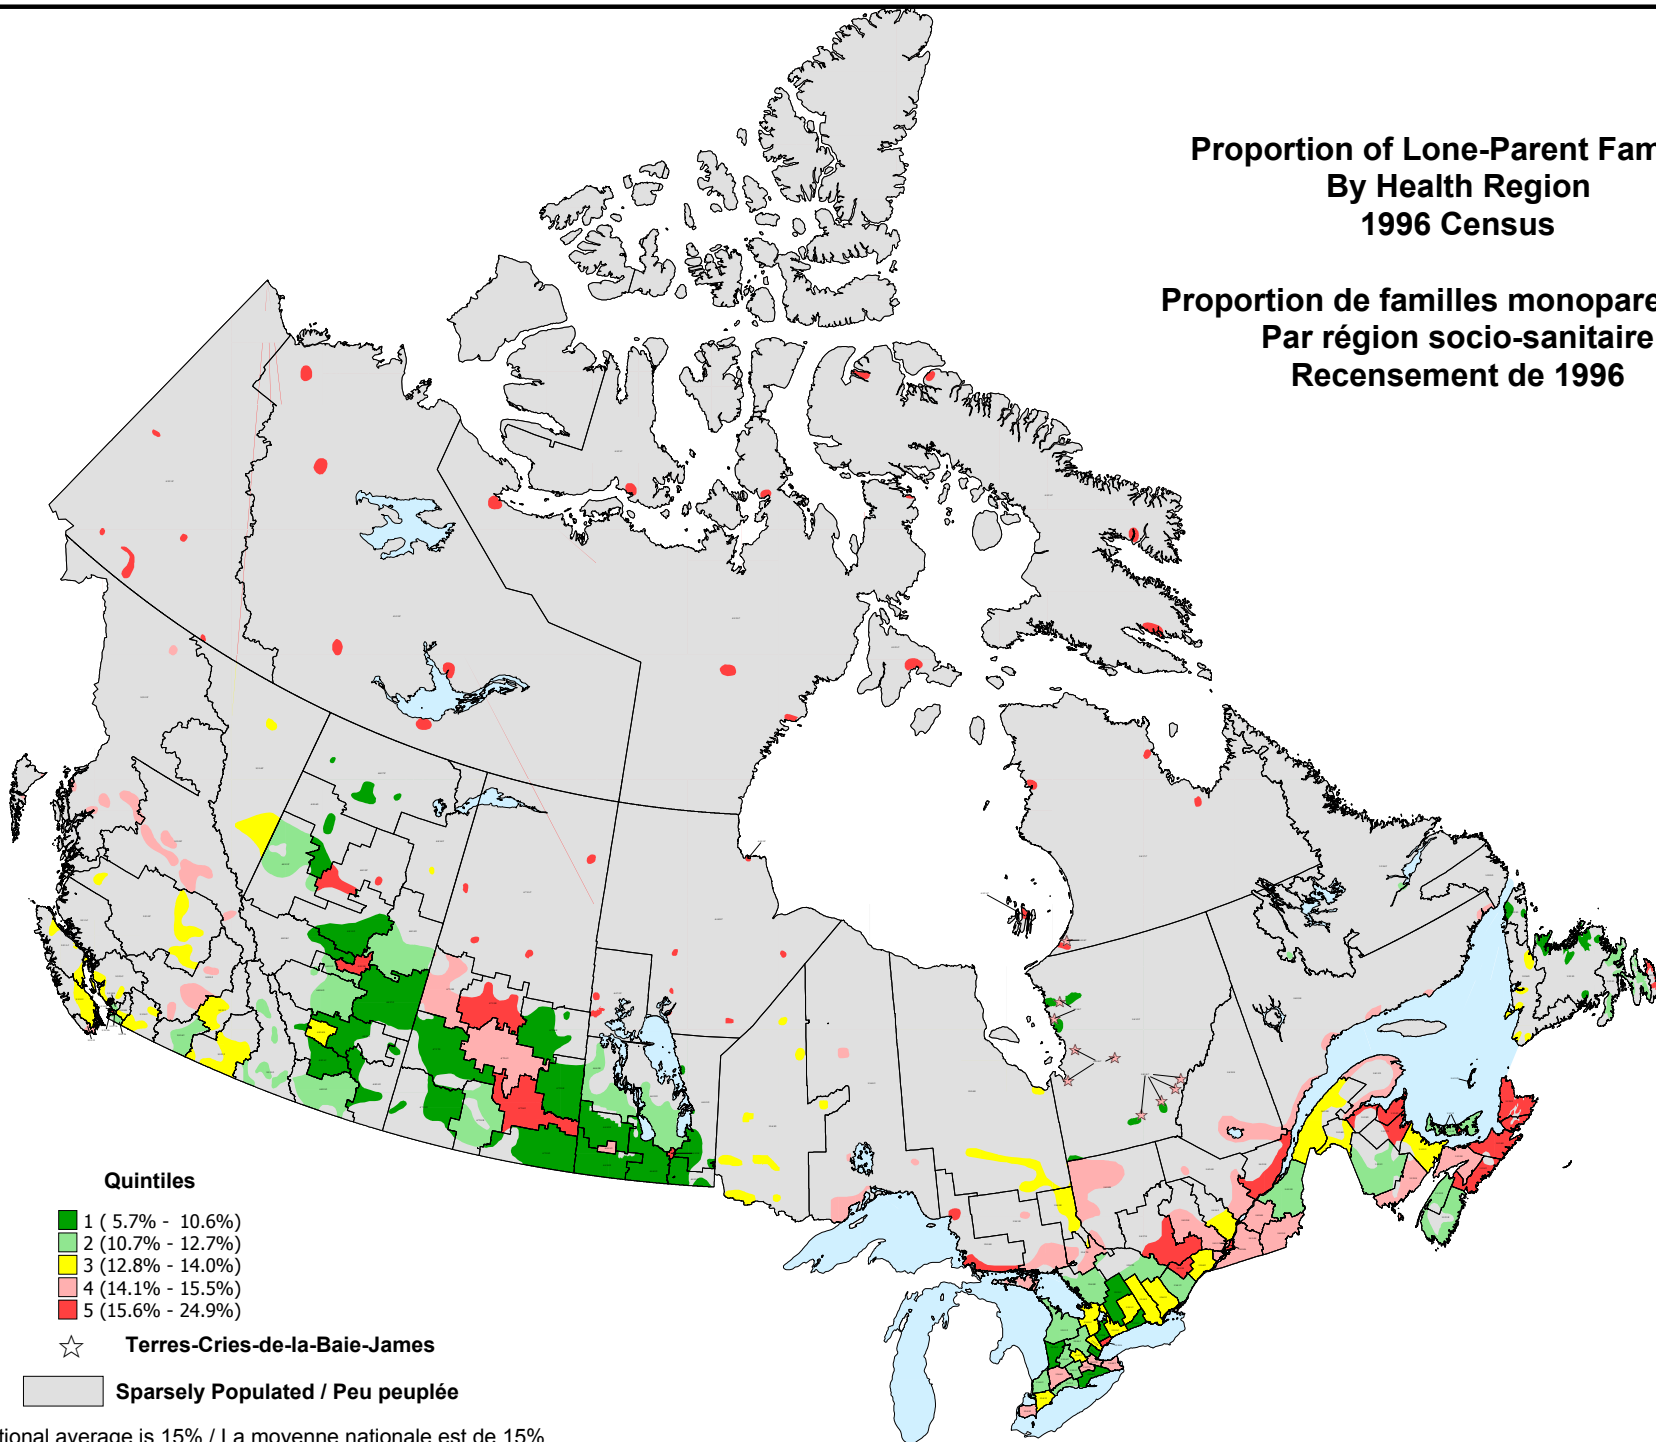 Proportion of Lone-Parent Fam
By Health Region
1996 Census
Proportion de familles monopare
Par région socio-sanitaire
Recensement de 1996
Quintiles
1 ( 5.7% - 10.6%)
2 (10.7% - 12.7%)
3 (12.8% - 14.0%)
4 (14.1% - 15.5%)
5 (15.6% - 24.9%)
Terres-Cries-de-la-Baie-James
Sparsely Populated / Peu peuplée
tional average is 15% / La moyenne nationale est de 15%